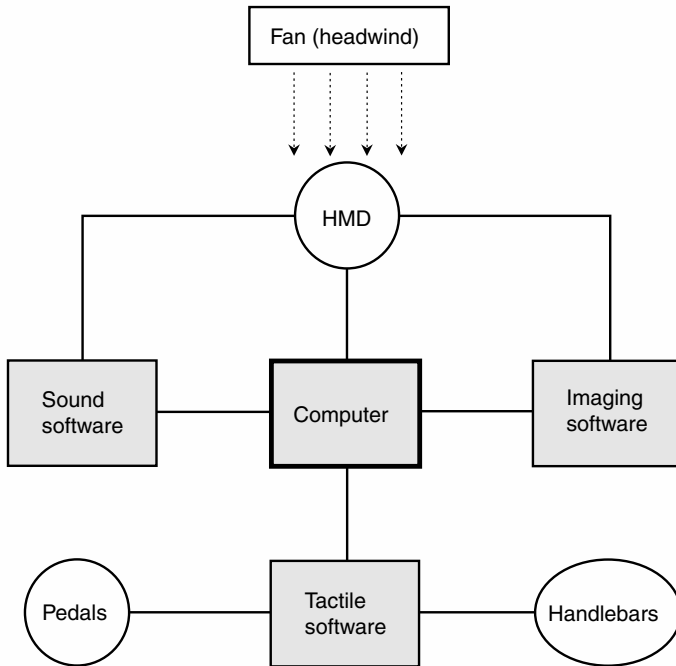 Fan (headwind)
HMD
Sound
software
Computer
Imaging
software
Pedals
Tactile
software
Handlebars